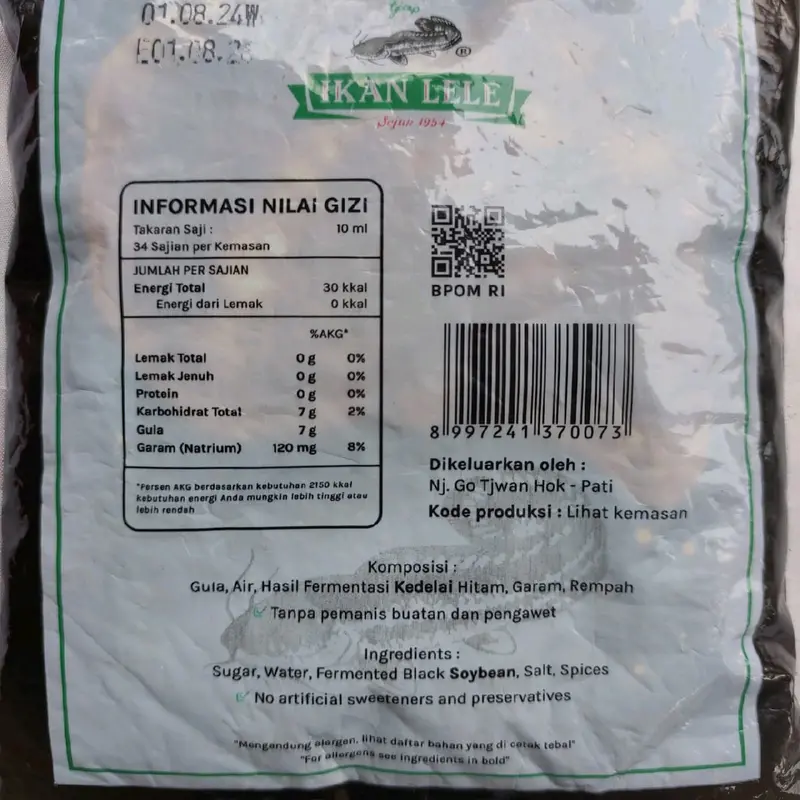 01.08.24W
E01.08.2
®
IKAN LELE
Sejak 1954
INFORMASI NILAI GIZI
Takaran Saji : 10 ml
34 Sajian per Kemasan
JUMLAH PER SAJIAN
Energi Total 30 kkal
Energi dari Lemak 0 kkal
%AKG*
Lemak Total 0 g 0%
Lemak Jenuh 0 g 0%
Protein 0 g 0%
Karbohidrat Total 7 g 2%
Gula 7 g
Garam (Natrium) 120 mg 8%
*Persen AKG berdasarkan kebutuhan 2150 kkal
kebutuhan energi Anda mungkin lebih tinggi atau
lebih rendah
BPOM RI
8 997241 370073
Dikeluarkan oleh :
Nj. Go Tjwan Hok - Pati
Kode produksi : Lihat kemasan
Komposisi :
Gula, Air, Hasil Fermentasi Kedelai Hitam, Garam, Rempah
Tanpa pemanis buatan dan pengawet
Ingredients :
Sugar, Water, Fermented Black Soybean, Salt, Spices
No artificial sweeteners and preservatives
"Mengandung alergen, lihat daftar bahan yang di cetak tebal"
"For allergens see ingredients in bold"